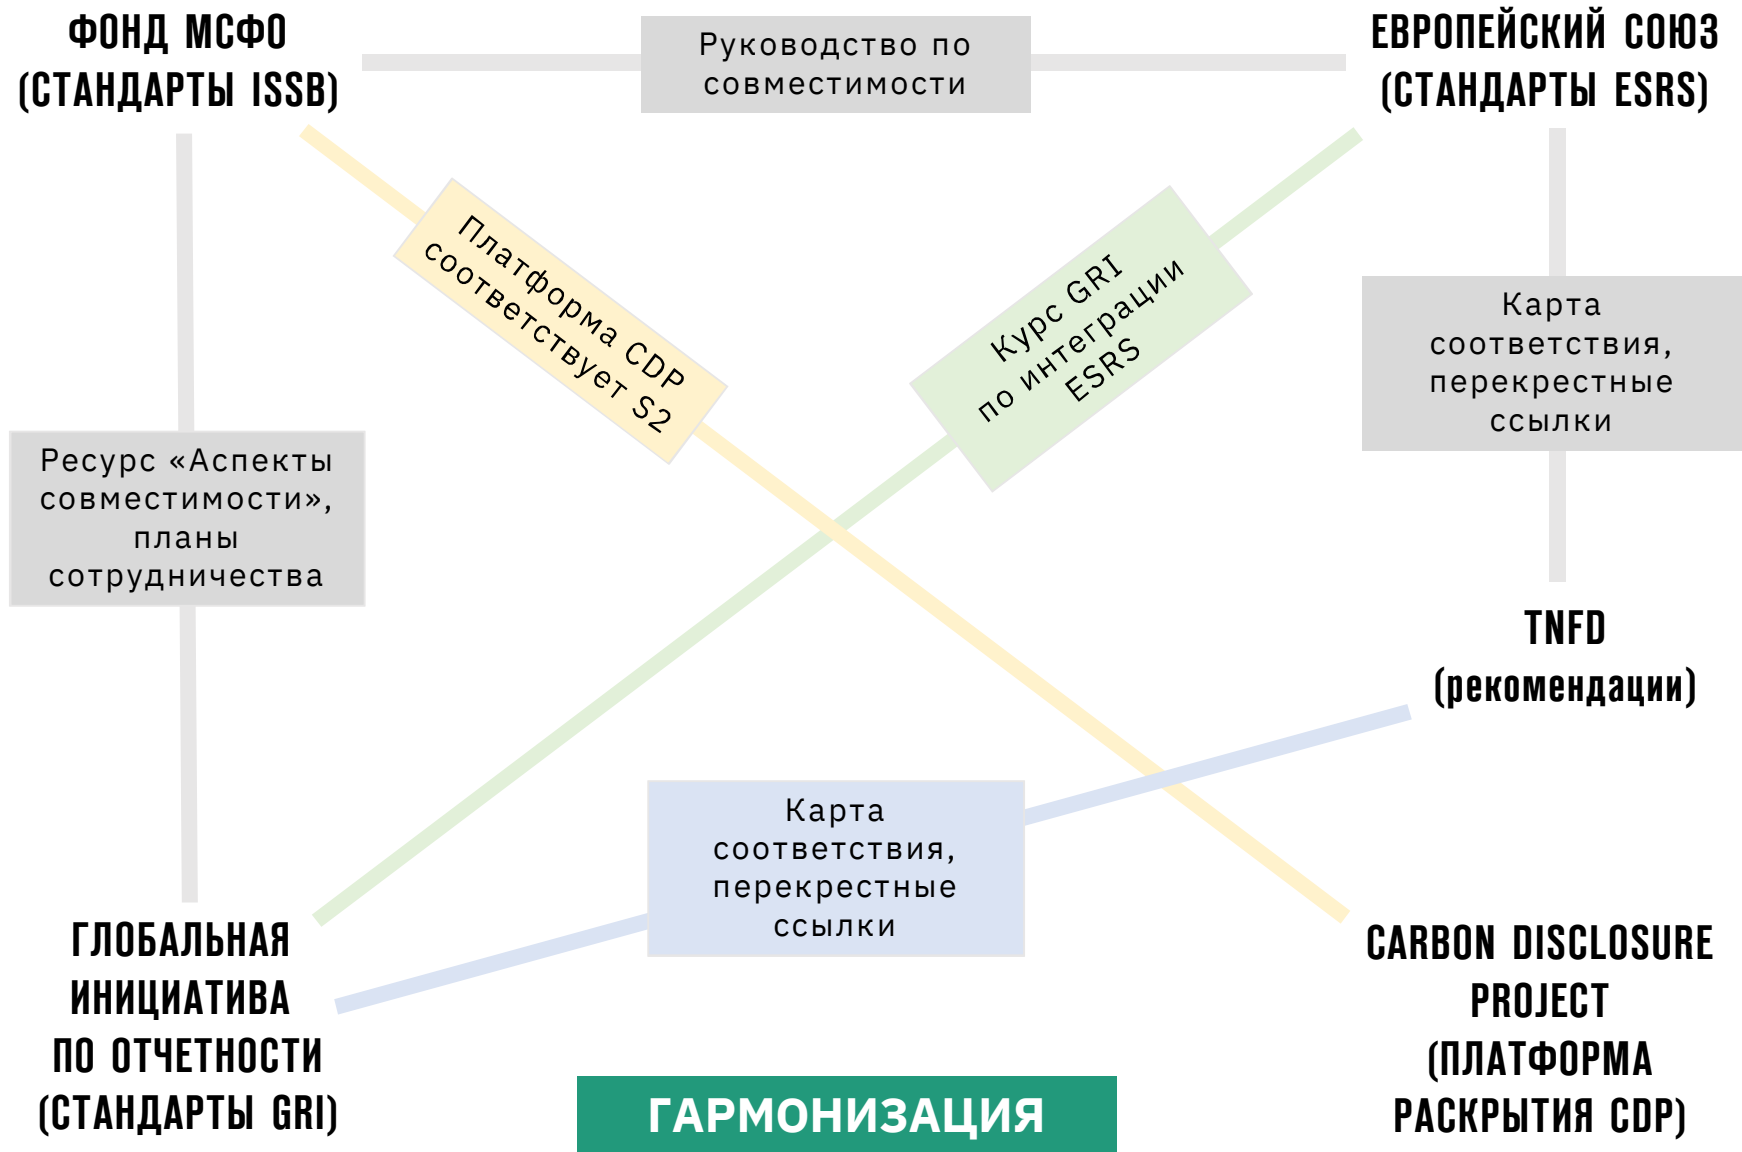 ФОНД МСФО
(СТАНДАРТЫ ISSB)
Руководство по
совместимости
ЕВРОПЕЙСКИЙ СОЮЗ
(СТАНДАРТЫ ESRS)
Платформа CDP
соответствует S2
Курс GRI
по интеграции
ESRS
Карта
соответствия,
перекрестные
ссылки
Ресурс «Аспекты
совместимости»,
планы
сотрудничества
TNFD
(рекомендации)
Карта
соответствия,
перекрестные
ссылки
ГЛОБАЛЬНАЯ
ИНИЦИАТИВА
ПО ОТЧЕТНОСТИ
(СТАНДАРТЫ GRI)
CARBON DISCLOSURE
PROJECT
(ПЛАТФОРМА
РАСКРЫТИЯ CDP)
ГАРМОНИЗАЦИЯ